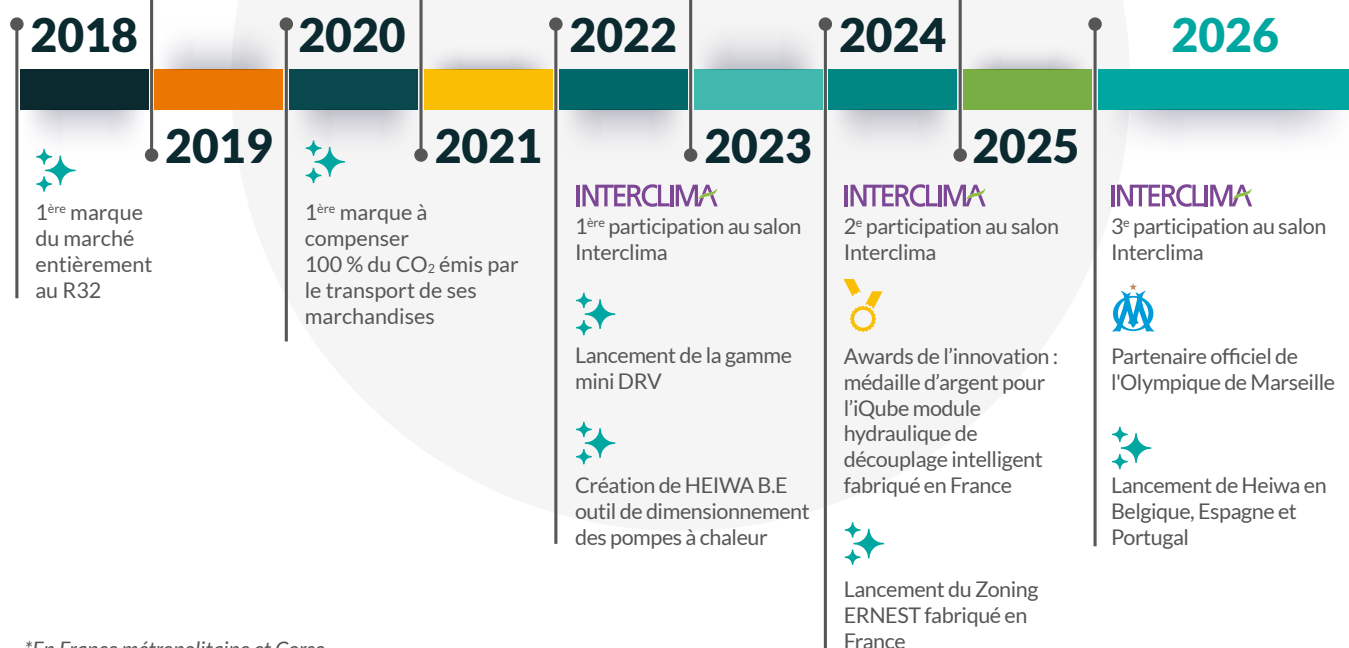 2018
2020
2022
2024
2026
2019
2021
2023
2025
1ère marque
du marché
entièrement
au R32
1ère marque à
compenser
100 % du CO₂ émis par
le transport de ses
marchandises
INTERCLIMA
1ère participation au salon
Interclima
Lancement de la gamme
mini DRV
Création de HEIWA B.E
outil de dimensionnement
des pompes à chaleur
INTERCLIMA
2e participation au salon
Interclima
Awards de l’innovation :
médaille d’argent pour
l’iQube module
hydraulique de
découplage intelligent
fabriqué en France
Lancement du Zoning
ERNEST fabriqué en
France
INTERCLIMA
3e participation au salon
Interclima
Partenaire officiel de
l'Olympique de Marseille
Lancement de Heiwa en
Belgique, Espagne et
Portugal
*En France métropolitaine et Corse